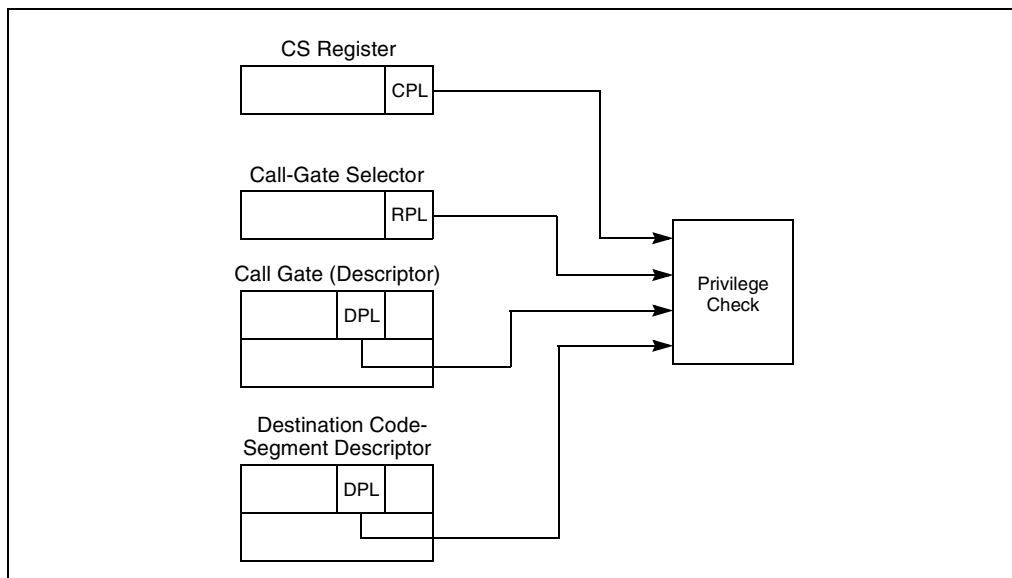 CS Register
CPL
Call-Gate Selector
RPL
Call Gate (Descriptor)
DPL
Privilege
Check
Destination Code-
Segment Descriptor
DPL